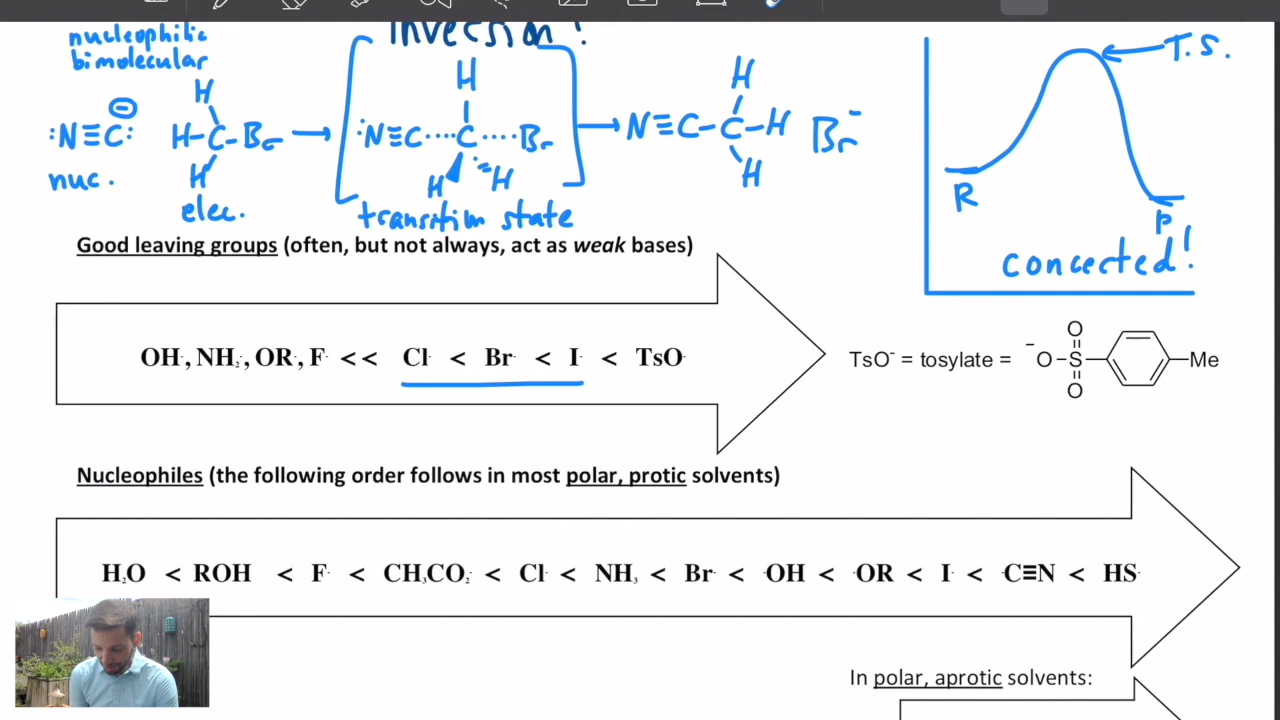 inversion!
nucleophilic
bimolecular
:N≡C:⊖ H H-C-Br H → :N≡C····C····Br H H H → N≡C-C-H H H Br⁻
nuc.
elec.
transition state
T.S.
R
P
concerted!
Good leaving groups (often, but not always, act as weak bases)
OH⁻, NH₂⁻, OR⁻, F⁻ << Cl⁻ < Br⁻ < I⁻ < TsO⁻
TsO⁻ = tosylate = ⁻O-S-Me O O
Nucleophiles (the following order follows in most polar, protic solvents)
H₂O < ROH < F⁻ < CH₃CO₂⁻ < Cl⁻ < NH₃ < Br⁻ < ⁻OH < ⁻OR < I⁻ < ⁻C≡N < HS⁻
In polar, aprotic solvents: